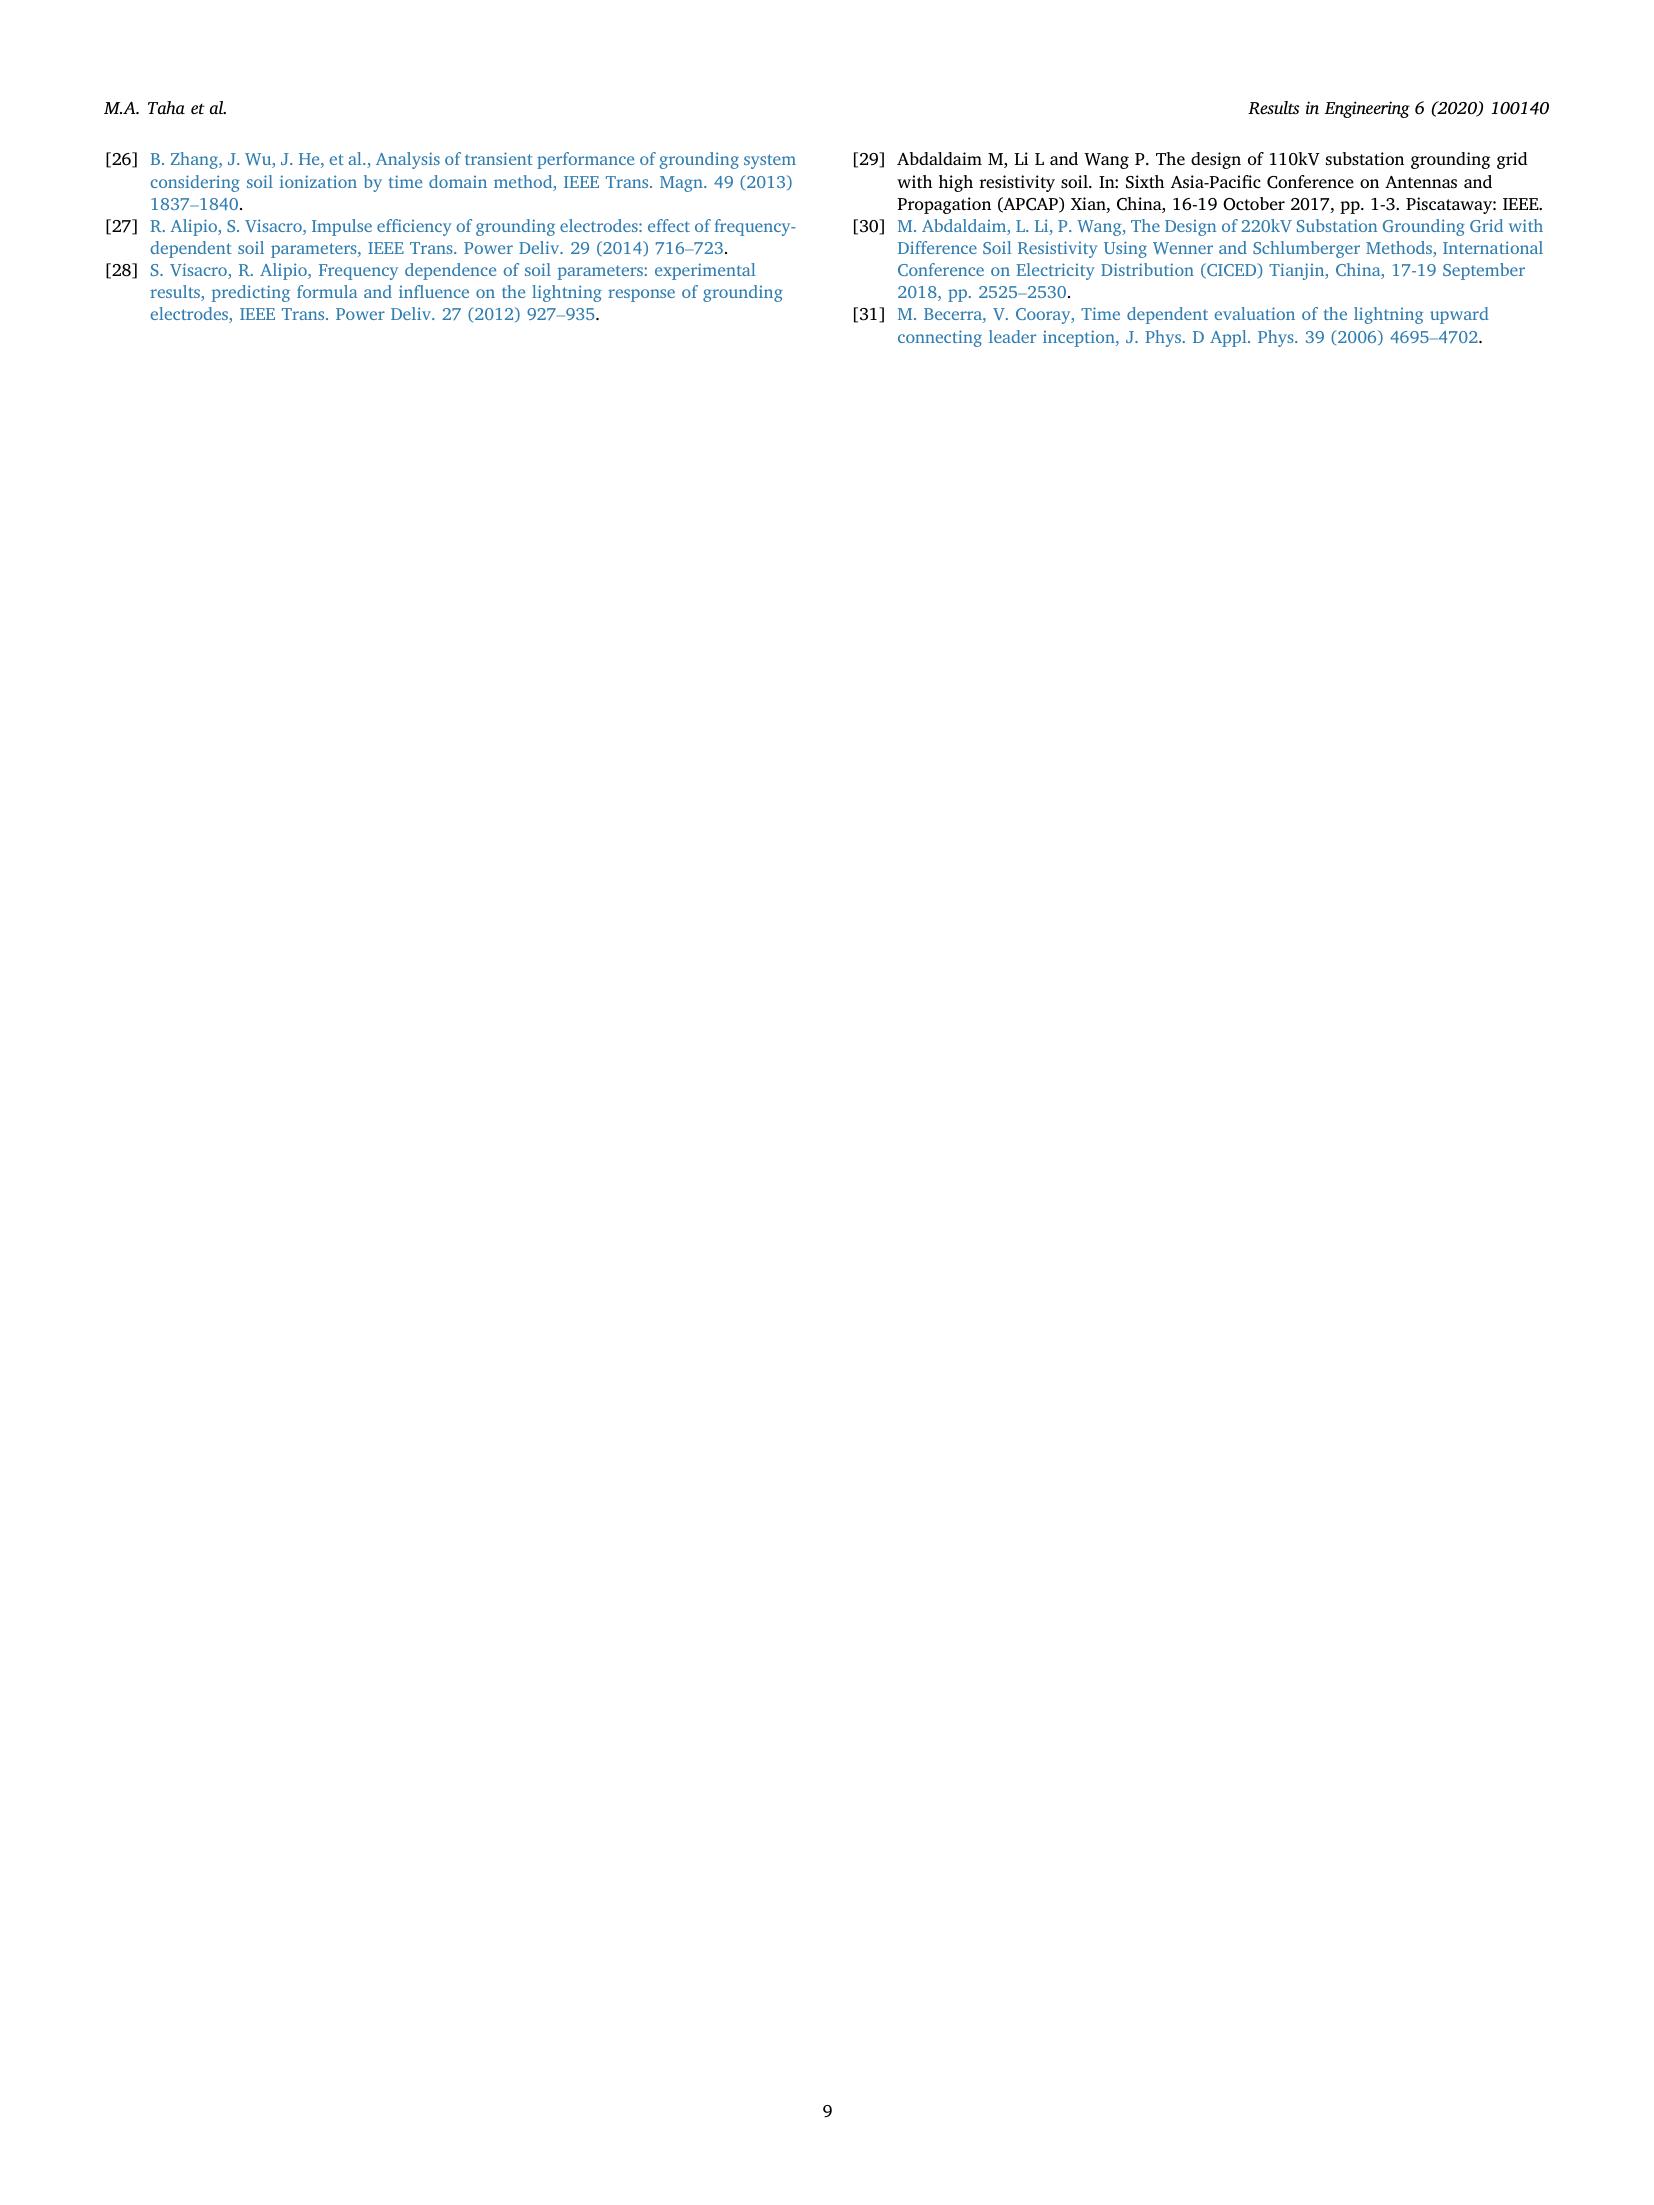 M.A. Taha et al.
Results in Engineering 6 (2020) 100140
[26] B. Zhang, J. Wu, J. He, et al., Analysis of transient performance of grounding system
considering soil ionization by time domain method, IEEE Trans. Magn. 49 (2013)
1837–1840.
[27] R. Alipio, S. Visacro, Impulse efficiency of grounding electrodes: effect of frequency-
dependent soil parameters, IEEE Trans. Power Deliv. 29 (2014) 716–723.
[28] S. Visacro, R. Alipio, Frequency dependence of soil parameters: experimental
results, predicting formula and influence on the lightning response of grounding
electrodes, IEEE Trans. Power Deliv. 27 (2012) 927–935.
[29] Abdaldaim M, Li L and Wang P. The design of 110kV substation grounding grid
with high resistivity soil. In: Sixth Asia-Pacific Conference on Antennas and
Propagation (APCAP) Xian, China, 16-19 October 2017, pp. 1-3. Piscataway: IEEE.
[30] M. Abdaldaim, L. Li, P. Wang, The Design of 220kV Substation Grounding Grid with
Difference Soil Resistivity Using Wenner and Schlumberger Methods, International
Conference on Electricity Distribution (CICED) Tianjin, China, 17-19 September
2018, pp. 2525–2530.
[31] M. Becerra, V. Cooray, Time dependent evaluation of the lightning upward
connecting leader inception, J. Phys. D Appl. Phys. 39 (2006) 4695–4702.
9